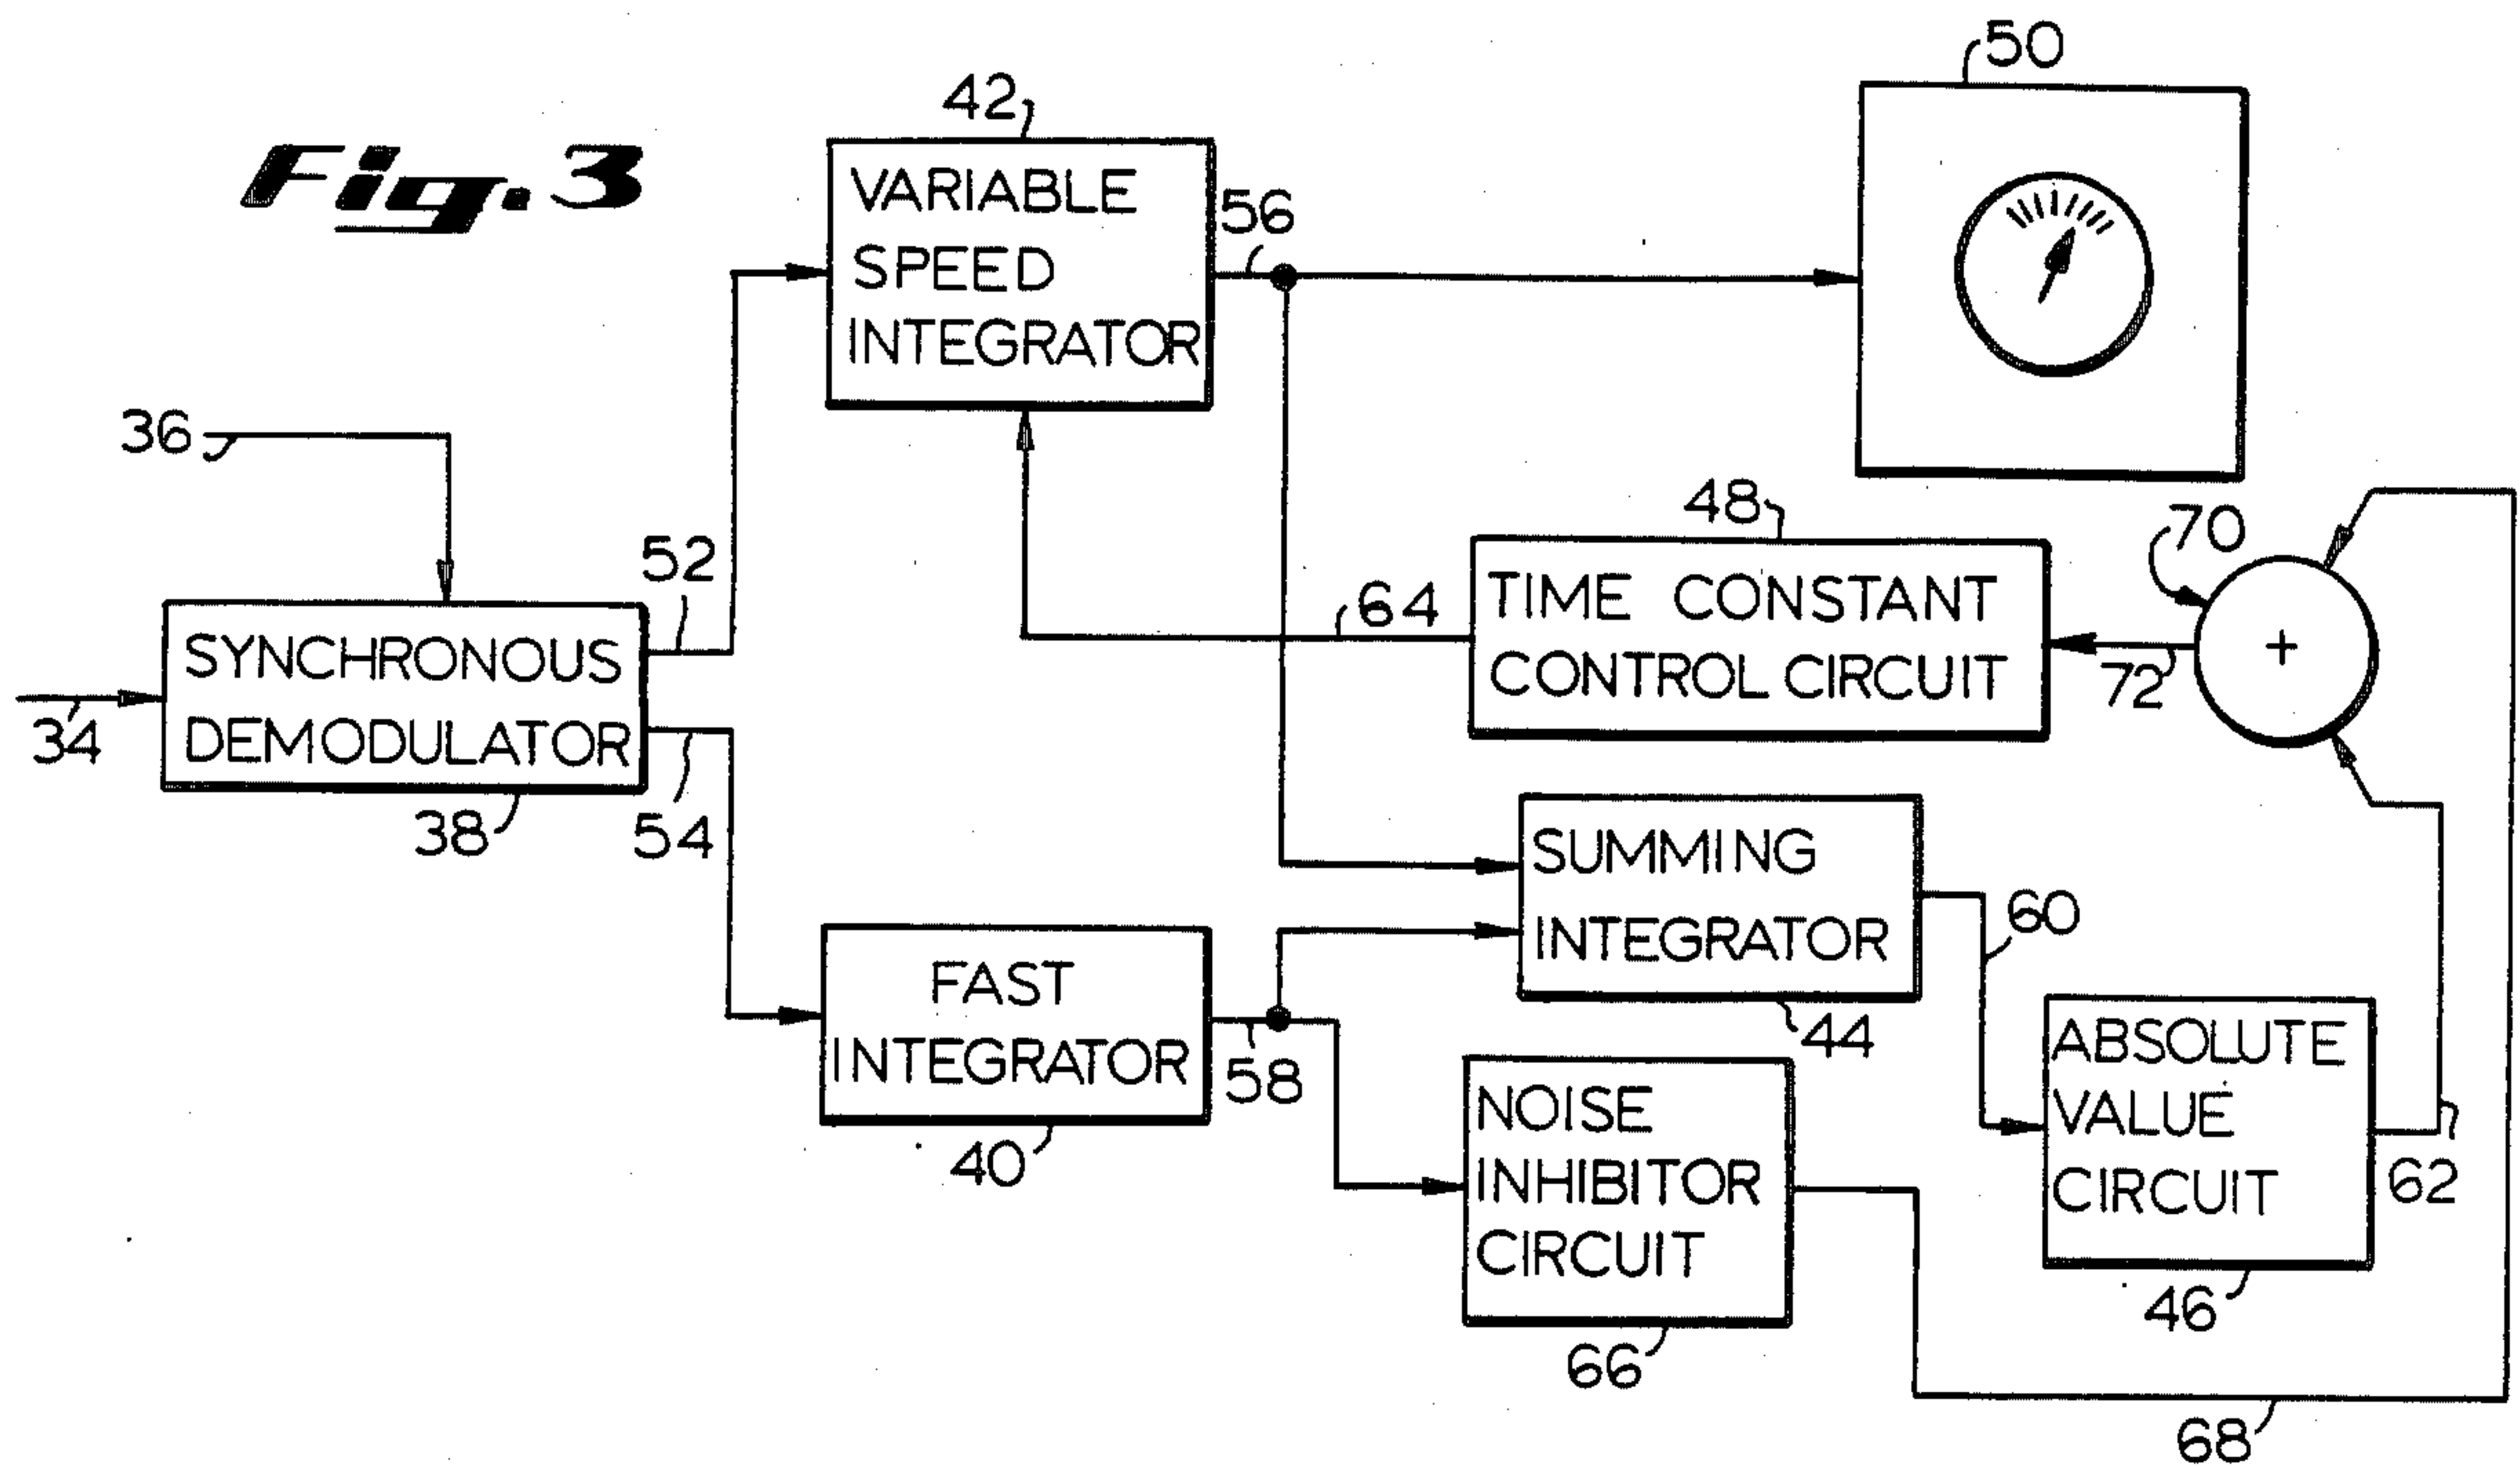 Fig. 3
42
VARIABLE
SPEED
INTEGRATOR
56
50
36
52
SYNCHRONOUS
DEMODULATOR
34
38
54
48
TIME CONSTANT
CONTROL CIRCUIT
64
70
+
72
SUMMING
INTEGRATOR
44
60
FAST
INTEGRATOR
40
58
NOISE
INHIBITOR
CIRCUIT
66
ABSOLUTE
VALUE
CIRCUIT
46
62
68